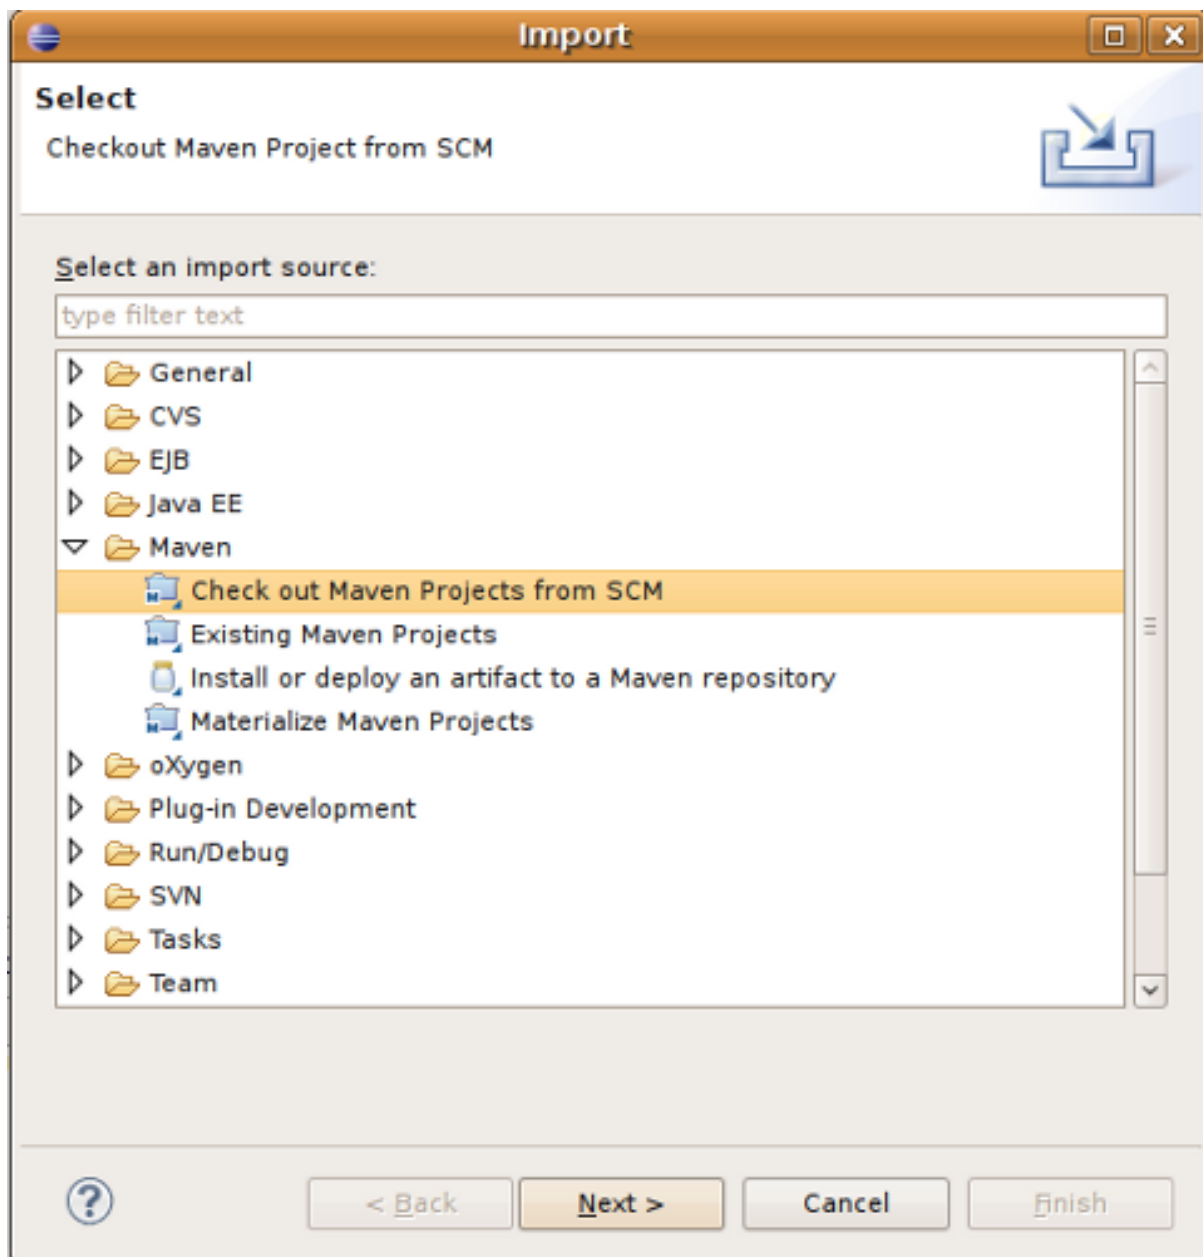 Import
Select
Checkout Maven Project from SCM
Select an import source:
type filter text
General
CVS
EJB
Java EE
Maven
Check out Maven Projects from SCM
Existing Maven Projects
Install or deploy an artifact to a Maven repository
Materialize Maven Projects
oXygen
Plug-in Development
Run/Debug
SVN
Tasks
Team
? < Back Next > Cancel Finish